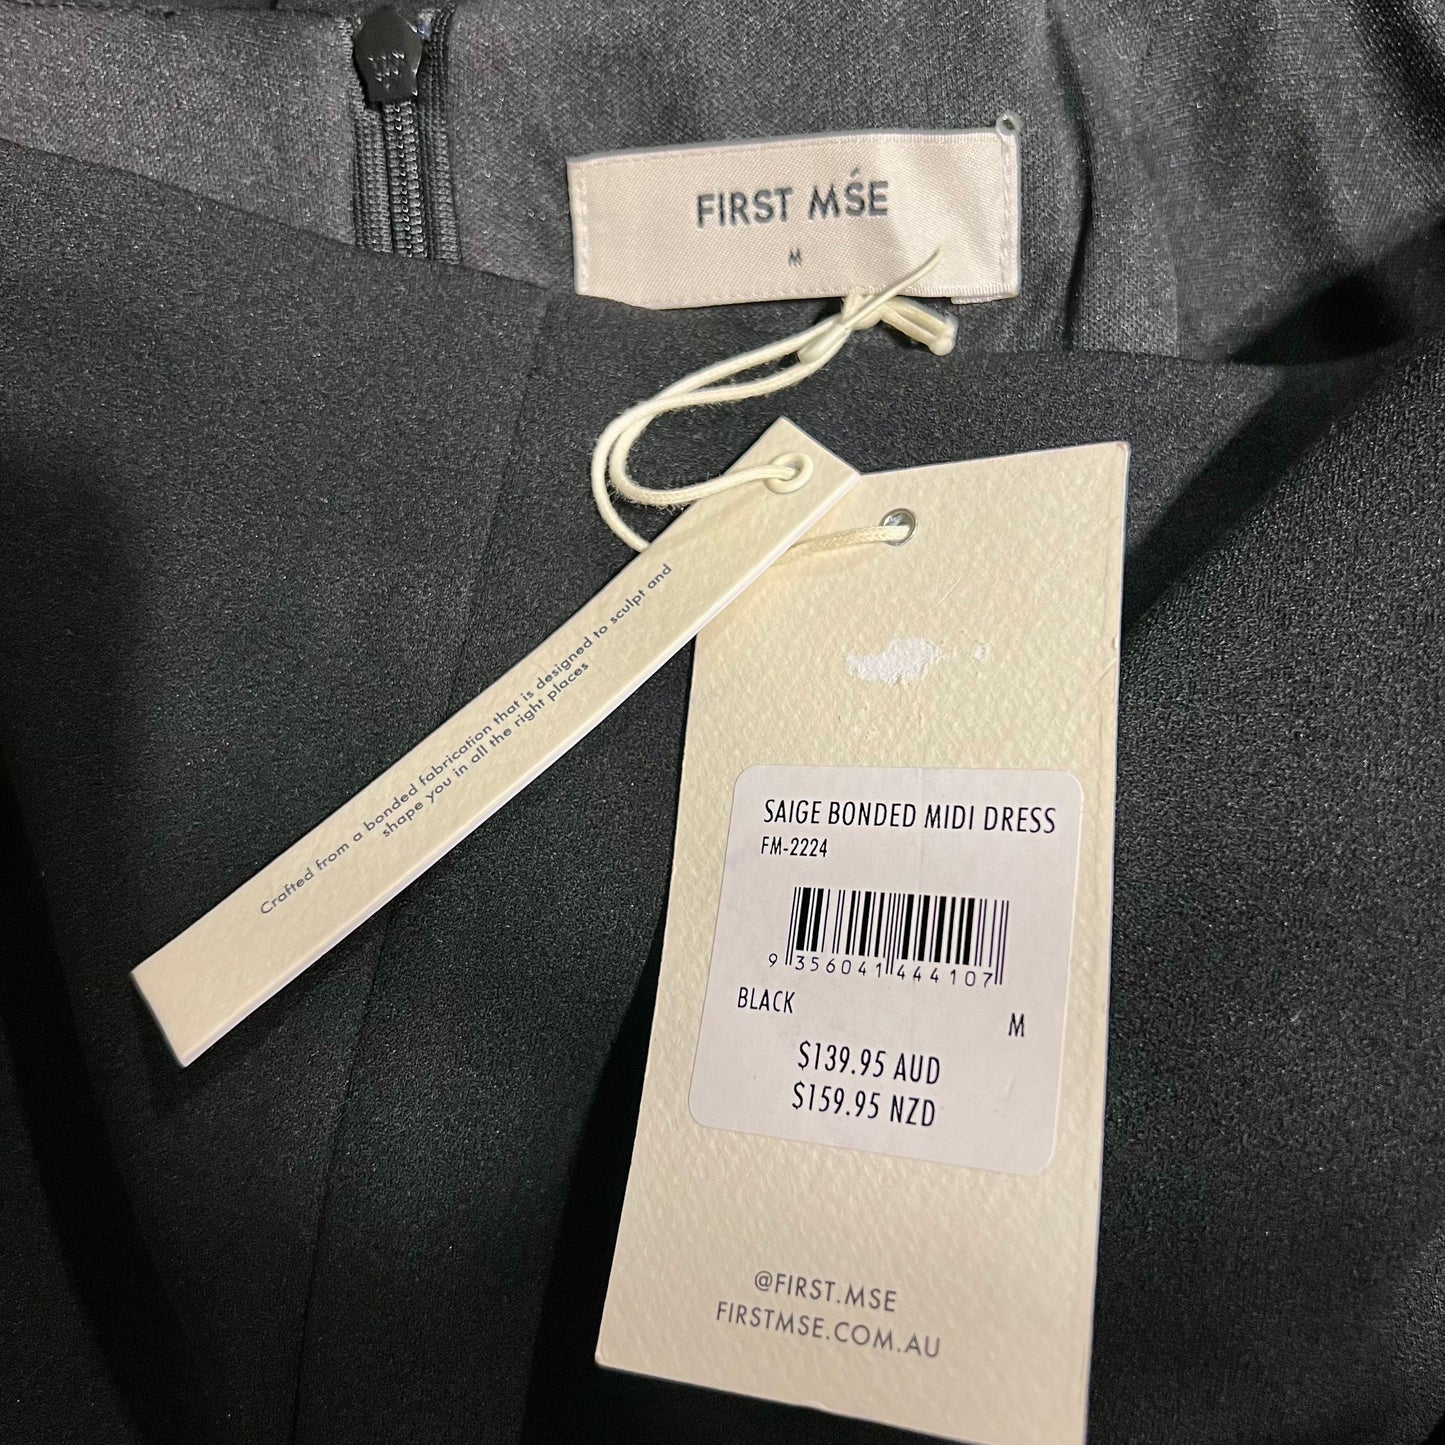 FIRST MŚE
M
Crafted from a bonded fabrication that is designed to sculpt and
shape you in all the right places
SAIGE BONDED MIDI DRESS
FM-2224
9 356041 444107
BLACK
M
$139.95 AUD
$159.95 NZD
@FIRST.MSE
FIRSTMSE.COM.AU